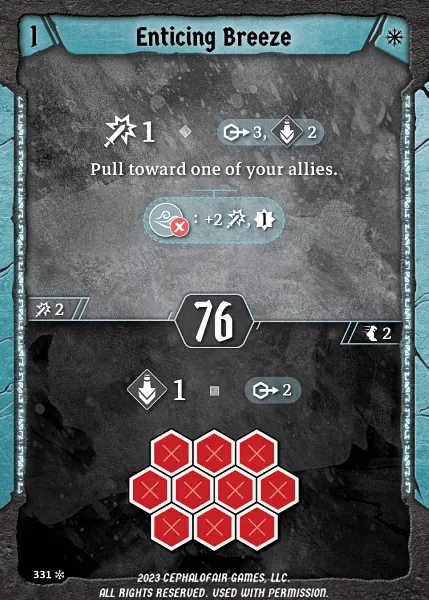 1 Enticing Breeze
1 3, 2
Pull toward one of your allies.
: +2 , 1
2
76
2
1 2
331
2023 CEPHALOFAIR GAMES, LLC.
ALL RIGHTS RESERVED. USED WITH PERMISSION.